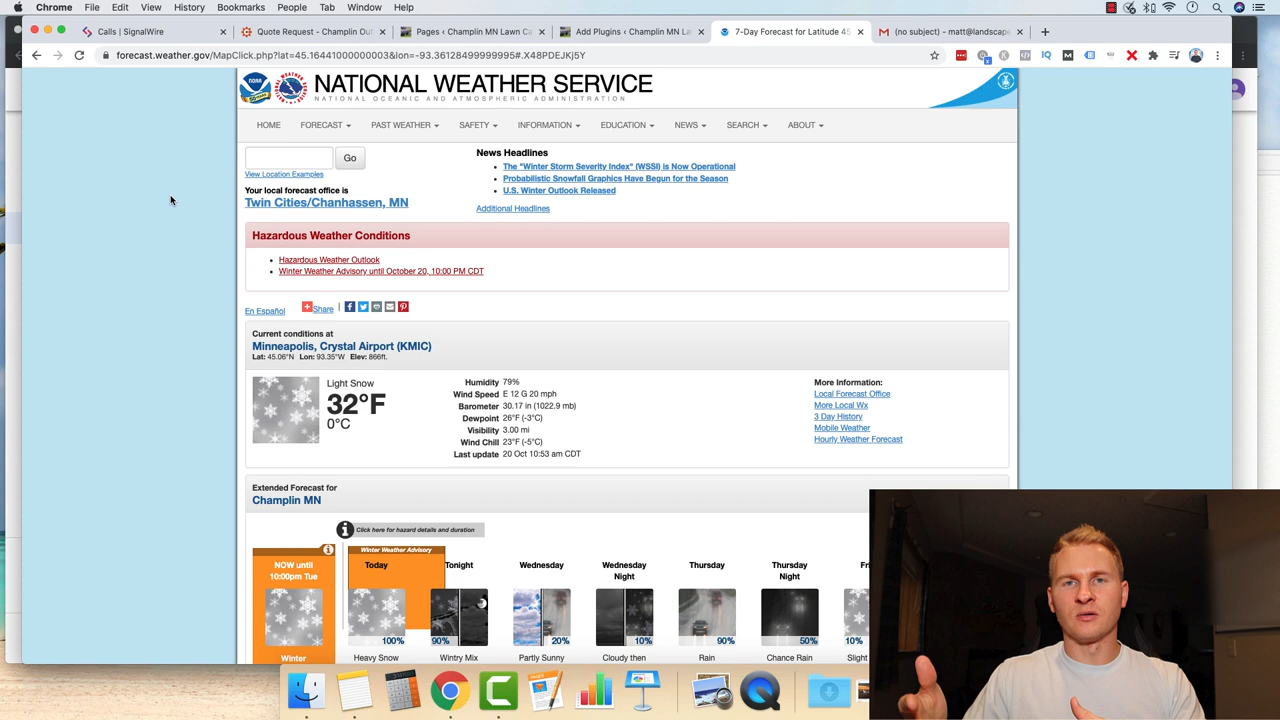 Chrome File Edit View History Bookmarks People Tab Window Help
Calls | SignalWire × Quote Request - Champlin Out × Pages ‹ Champlin MN Lawn Ca × Add Plugins ‹ Champlin MN La × 7-Day Forecast for Latitude 45 × (no subject) - matt@landscape × +
forecast.weather.gov/MapClick.php?lat=45.16441000000003&lon=-93.36128499999995#.X48PDEJKj5Y
NATIONAL WEATHER SERVICE
NATIONAL OCEANIC AND ATMOSPHERIC ADMINISTRATION
HOME FORECAST PAST WEATHER SAFETY INFORMATION EDUCATION NEWS SEARCH ABOUT
Go
View Location Examples
Your local forecast office is
Twin Cities/Chanhassen, MN
News Headlines
The "Winter Storm Severity Index" (WSSI) is Now Operational
Probabilistic Snowfall Graphics Have Begun for the Season
U.S. Winter Outlook Released
Additional Headlines
Hazardous Weather Conditions
Hazardous Weather Outlook
Winter Weather Advisory until October 20, 10:00 PM CDT
En Español Share |
Current conditions at
Minneapolis, Crystal Airport (KMIC)
Lat: 45.06°N Lon: 93.35°W Elev: 866ft.
Light Snow
32°F
0°C
Humidity 79%
Wind Speed E 12 G 20 mph
Barometer 30.17 in (1022.9 mb)
Dewpoint 26°F (-3°C)
Visibility 3.00 mi
Wind Chill 23°F (-5°C)
Last update 20 Oct 10:53 am CDT
More Information:
Local Forecast Office
More Local Wx
3 Day History
Mobile Weather
Hourly Weather Forecast
Extended Forecast for
Champlin MN
Click here for hazard details and duration
Winter Weather Advisory
NOW until
10:00pm Tue
Winter
Today
100%
Heavy Snow
Tonight
90%
Wintry Mix
Wednesday
20%
Partly Sunny
Wednesday
Night
10%
Cloudy then
Thursday
90%
Rain
Thursday
Night
50%
Chance Rain
10%
Slight